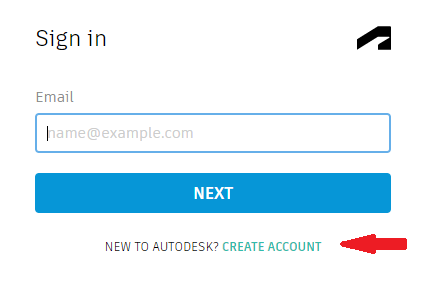 Sign in
Email
name@example.com
NEXT
NEW TO AUTODESK? CREATE ACCOUNT